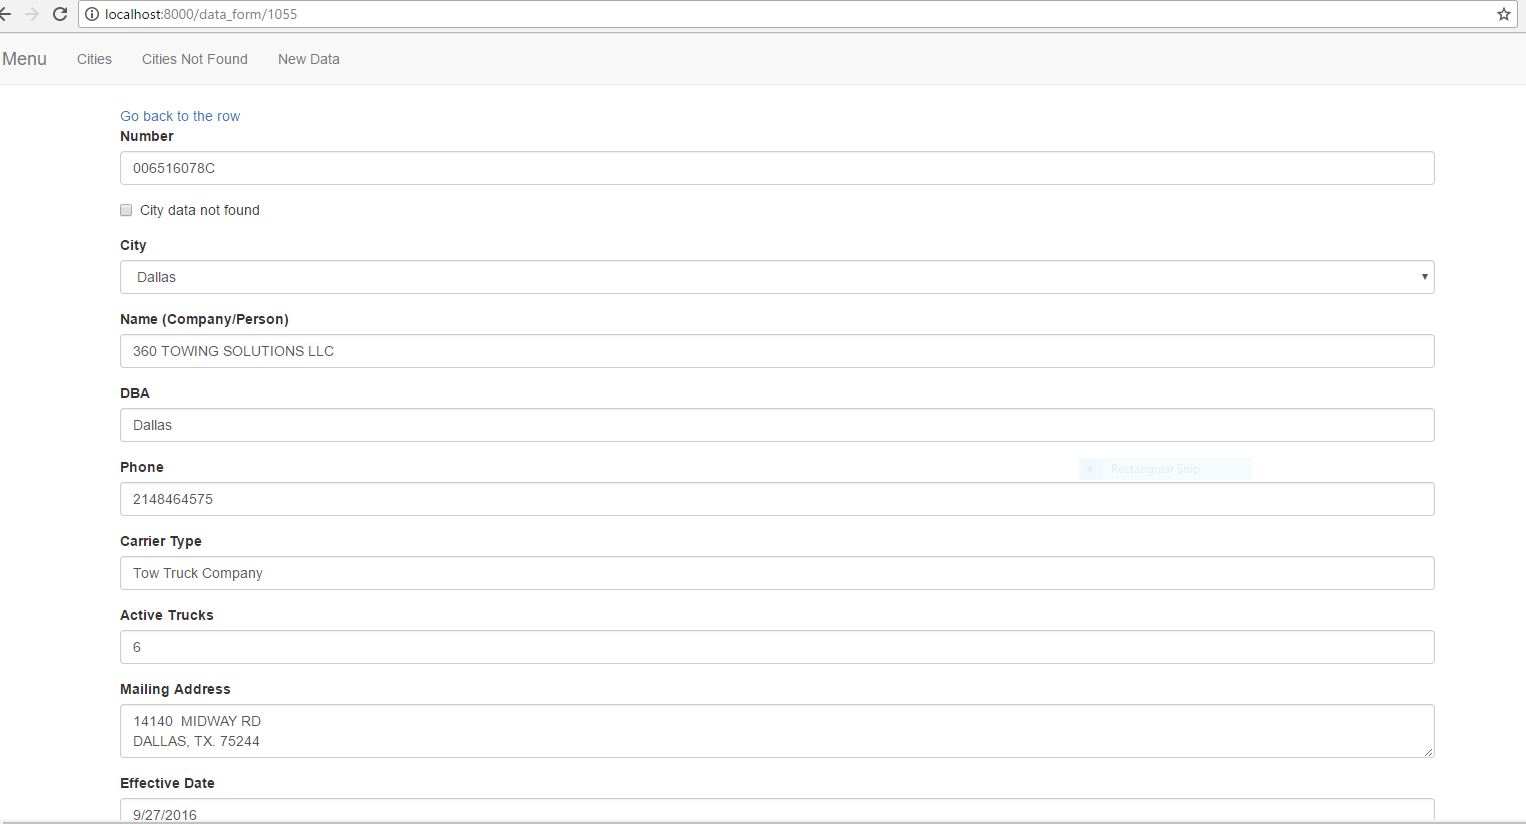 localhost:8000/data_form/1055
Menu Cities Cities Not Found New Data
Go back to the row
Number
006516078C
City data not found
City
Dallas
Name (Company/Person)
360 TOWING SOLUTIONS LLC
DBA
Dallas
Phone
Rectangular Snip
2148464575
Carrier Type
Tow Truck Company
Active Trucks
6
Mailing Address
14140  MIDWAY RD
DALLAS, TX. 75244
Effective Date
9/27/2016